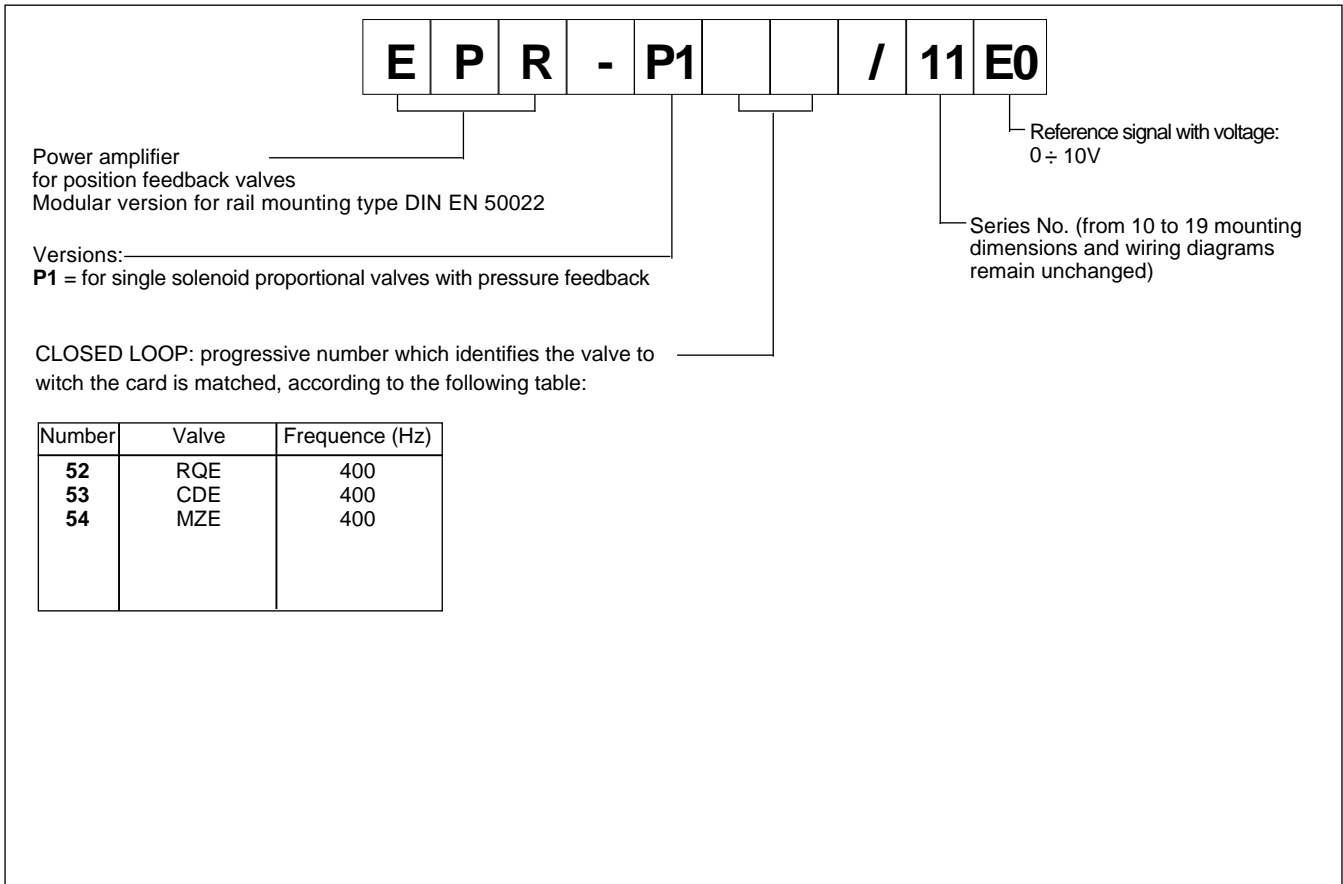 E P R - P1 / 11 E0
Reference signal with voltage:
0 ÷ 10V
Power amplifier
for position feedback valves
Modular version for rail mounting type DIN EN 50022
Series No. (from 10 to 19 mounting
dimensions and wiring diagrams
remain unchanged)
Versions:
P1 = for single solenoid proportional valves with pressure feedback
CLOSED LOOP: progressive number which identifies the valve to
witch the card is matched, according to the following table:
Number Valve Frequence (Hz)
52 RQE 400
53 CDE 400
54 MZE 400